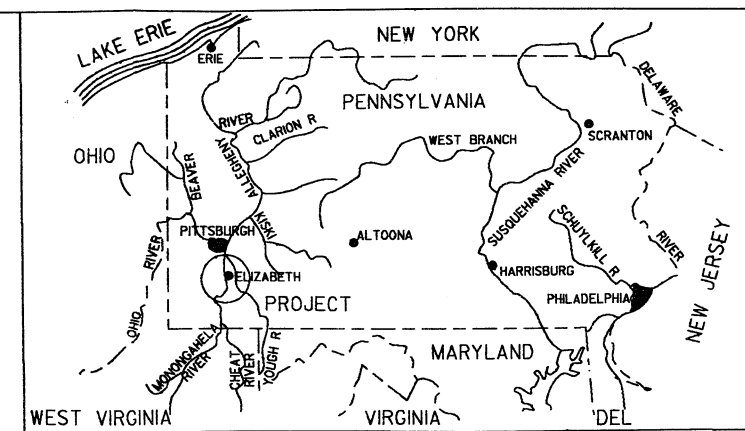 LAKE ERIE
ERIE
NEW YORK
PENNSYLVANIA
DELAWARE
RIVER
RIVER
CLARION R
ALLEGHENY
WEST BRANCH
SCRANTON
OHIO
BEAVER
KISKI
SUSQUEHANNA RIVER
SCHUYLKILL R
PITTSBURGH
ALTOONA
HARRISBURG
ELIZABETH
PROJECT
PHILADELPHIA
NEW JERSEY
OHIO
RIVER
MONONGAHELA
RIVER
CHEAT
RIVER
YOUGH R
MARYLAND
WEST VIRGINIA
VIRGINIA
DEL